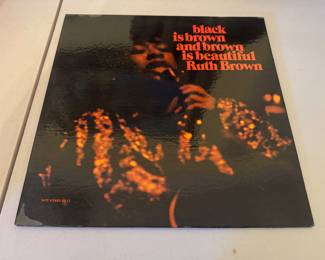 black
is brown
and brown
is beautiful
Ruth Brown